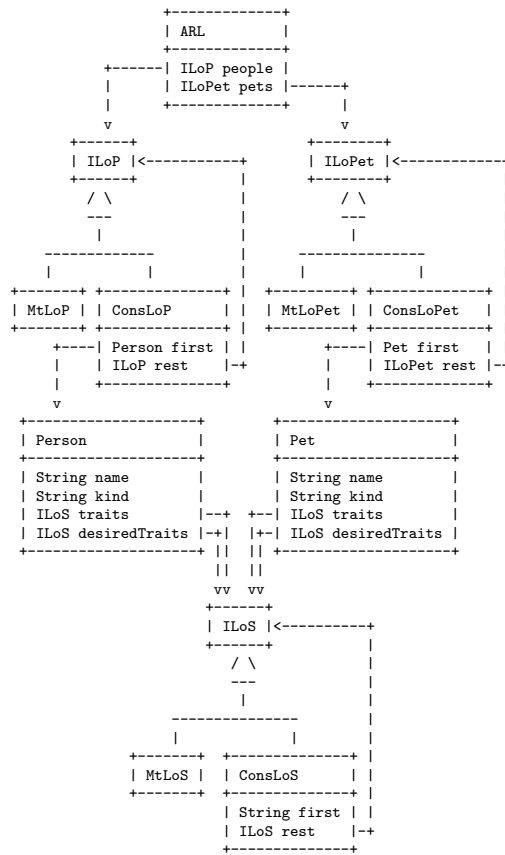 ARL
ILoP people
ILoPet pets
ILoP ILoPet
MtLoP ConsLoP MtLoPet ConsLoPet
Person first Pet first
ILoP rest ILoPet rest
Person Pet
String name String name
String kind String kind
ILoS traits ILoS traits
ILoS desiredTraits ILoS desiredTraits
ILoS
MtLoS ConsLoS
String first
ILoS rest